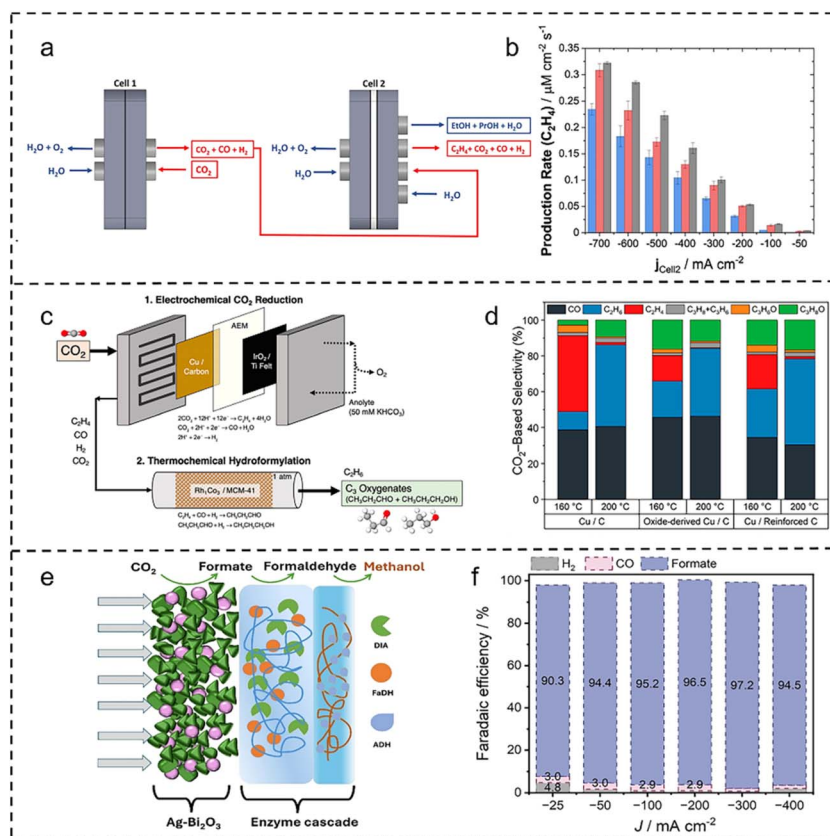 a
Cell 1
H₂O + O₂
H₂O
CO₂ + CO + H₂
CO₂
Cell 2
EtOH + PrOH + H₂O
H₂O + O₂
C₂H₄+ CO₂ + CO + H₂
H₂O
H₂O
b
Production Rate (C₂H₄) / μM cm⁻² s⁻¹
0.35
0.3
0.25
0.2
0.15
0.1
0.05
0
-700 -600 -500 -400 -300 -200 -100 -50
j_Cell2 / mA cm⁻²
c
1. Electrochemical CO₂ Reduction
CO₂
Cu /
Carbon
AEM
IrO₂ /
Ti Felt
O₂
Anolyte
(50 mM KHCO₃)
2CO₂ + 12H⁺ + 12e⁻ → C₂H₄ + 4H₂O
CO₂ + 2H⁺ + 2e⁻ → CO + H₂O
2H⁺ + 2e⁻ → H₂
C₂H₄
CO
H₂
CO₂
2. Thermochemical Hydroformylation
1 atm
Rh₁Co₃ / MCM-41
C₂H₄ + CO + H₂ → CH₃CH₂CHO
CH₃CH₂CHO + H₂ → CH₃CH₂CH₂OH
C₂H₆
C₃ Oxygenates
(CH₃CH₂CHO + CH₃CH₂CH₂OH)
d
CO C₂H₆ C₂H₄ C₃H₈+C₃H₆ C₃H₆O C₃H₈O
CO₂–Based Selectivity (%)
100
80
60
40
20
0
160 °C 200 °C 160 °C 200 °C 160 °C 200 °C
Cu / C Oxide-derived Cu / C Cu / Reinforced C
e
CO₂ Formate Formaldehyde Methanol
DIA
FaDH
ADH
Ag-Bi₂O₃
Enzyme cascade
f
H₂ CO Formate
Faradaic efficiency / %
100
80
60
40
20
0
90.3 94.4 95.2 96.5 97.2 94.5
3.0 3.0 2.9 2.9
4.8
−25 −50 −100 −200 −300 −400
J / mA cm⁻²